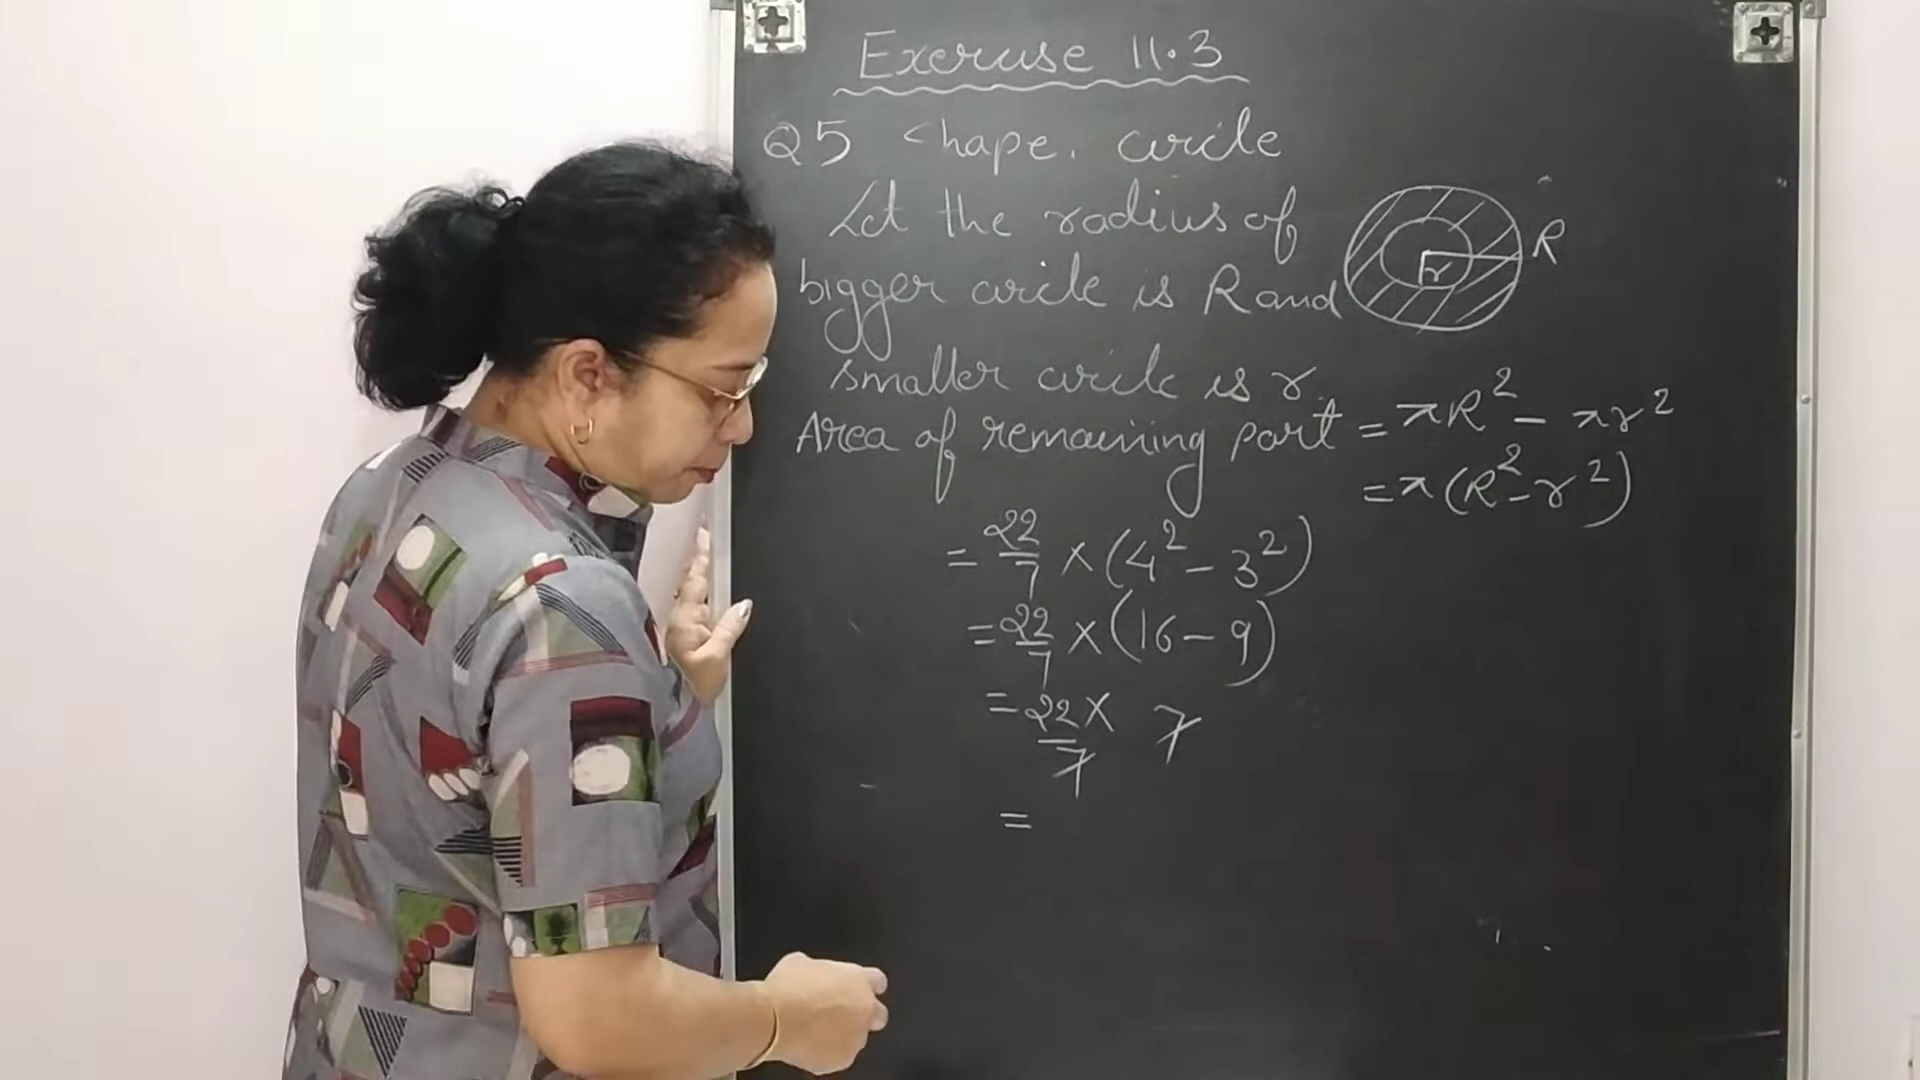 Exercise 11.3
Q5 Shape. circle
Let the radius of
bigger circle is R and
smaller circle is r.
R
r
Area of remaining part = πR² - πr²
= π(R²-r²)
= 22/7 × (4² - 3²)
= 22/7 × (16 - 9)
= 22/7 × 7
=